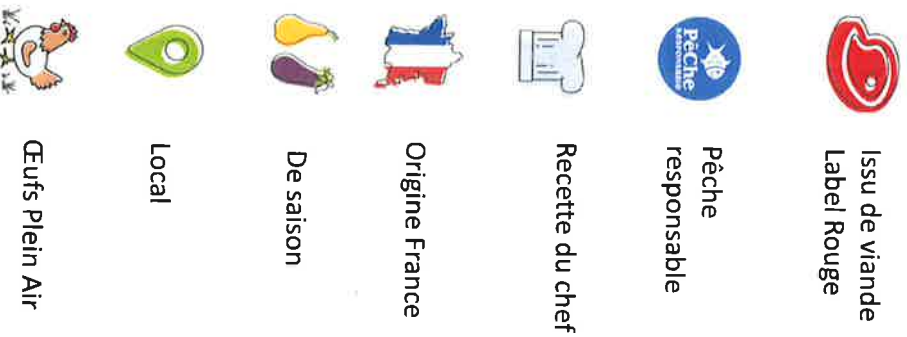 Issu de viande
Label Rouge
PêChe
RESPONSABLE
Pêche
responsable
Recette du chef
Origine France
De saison
Local
Œufs Plein Air